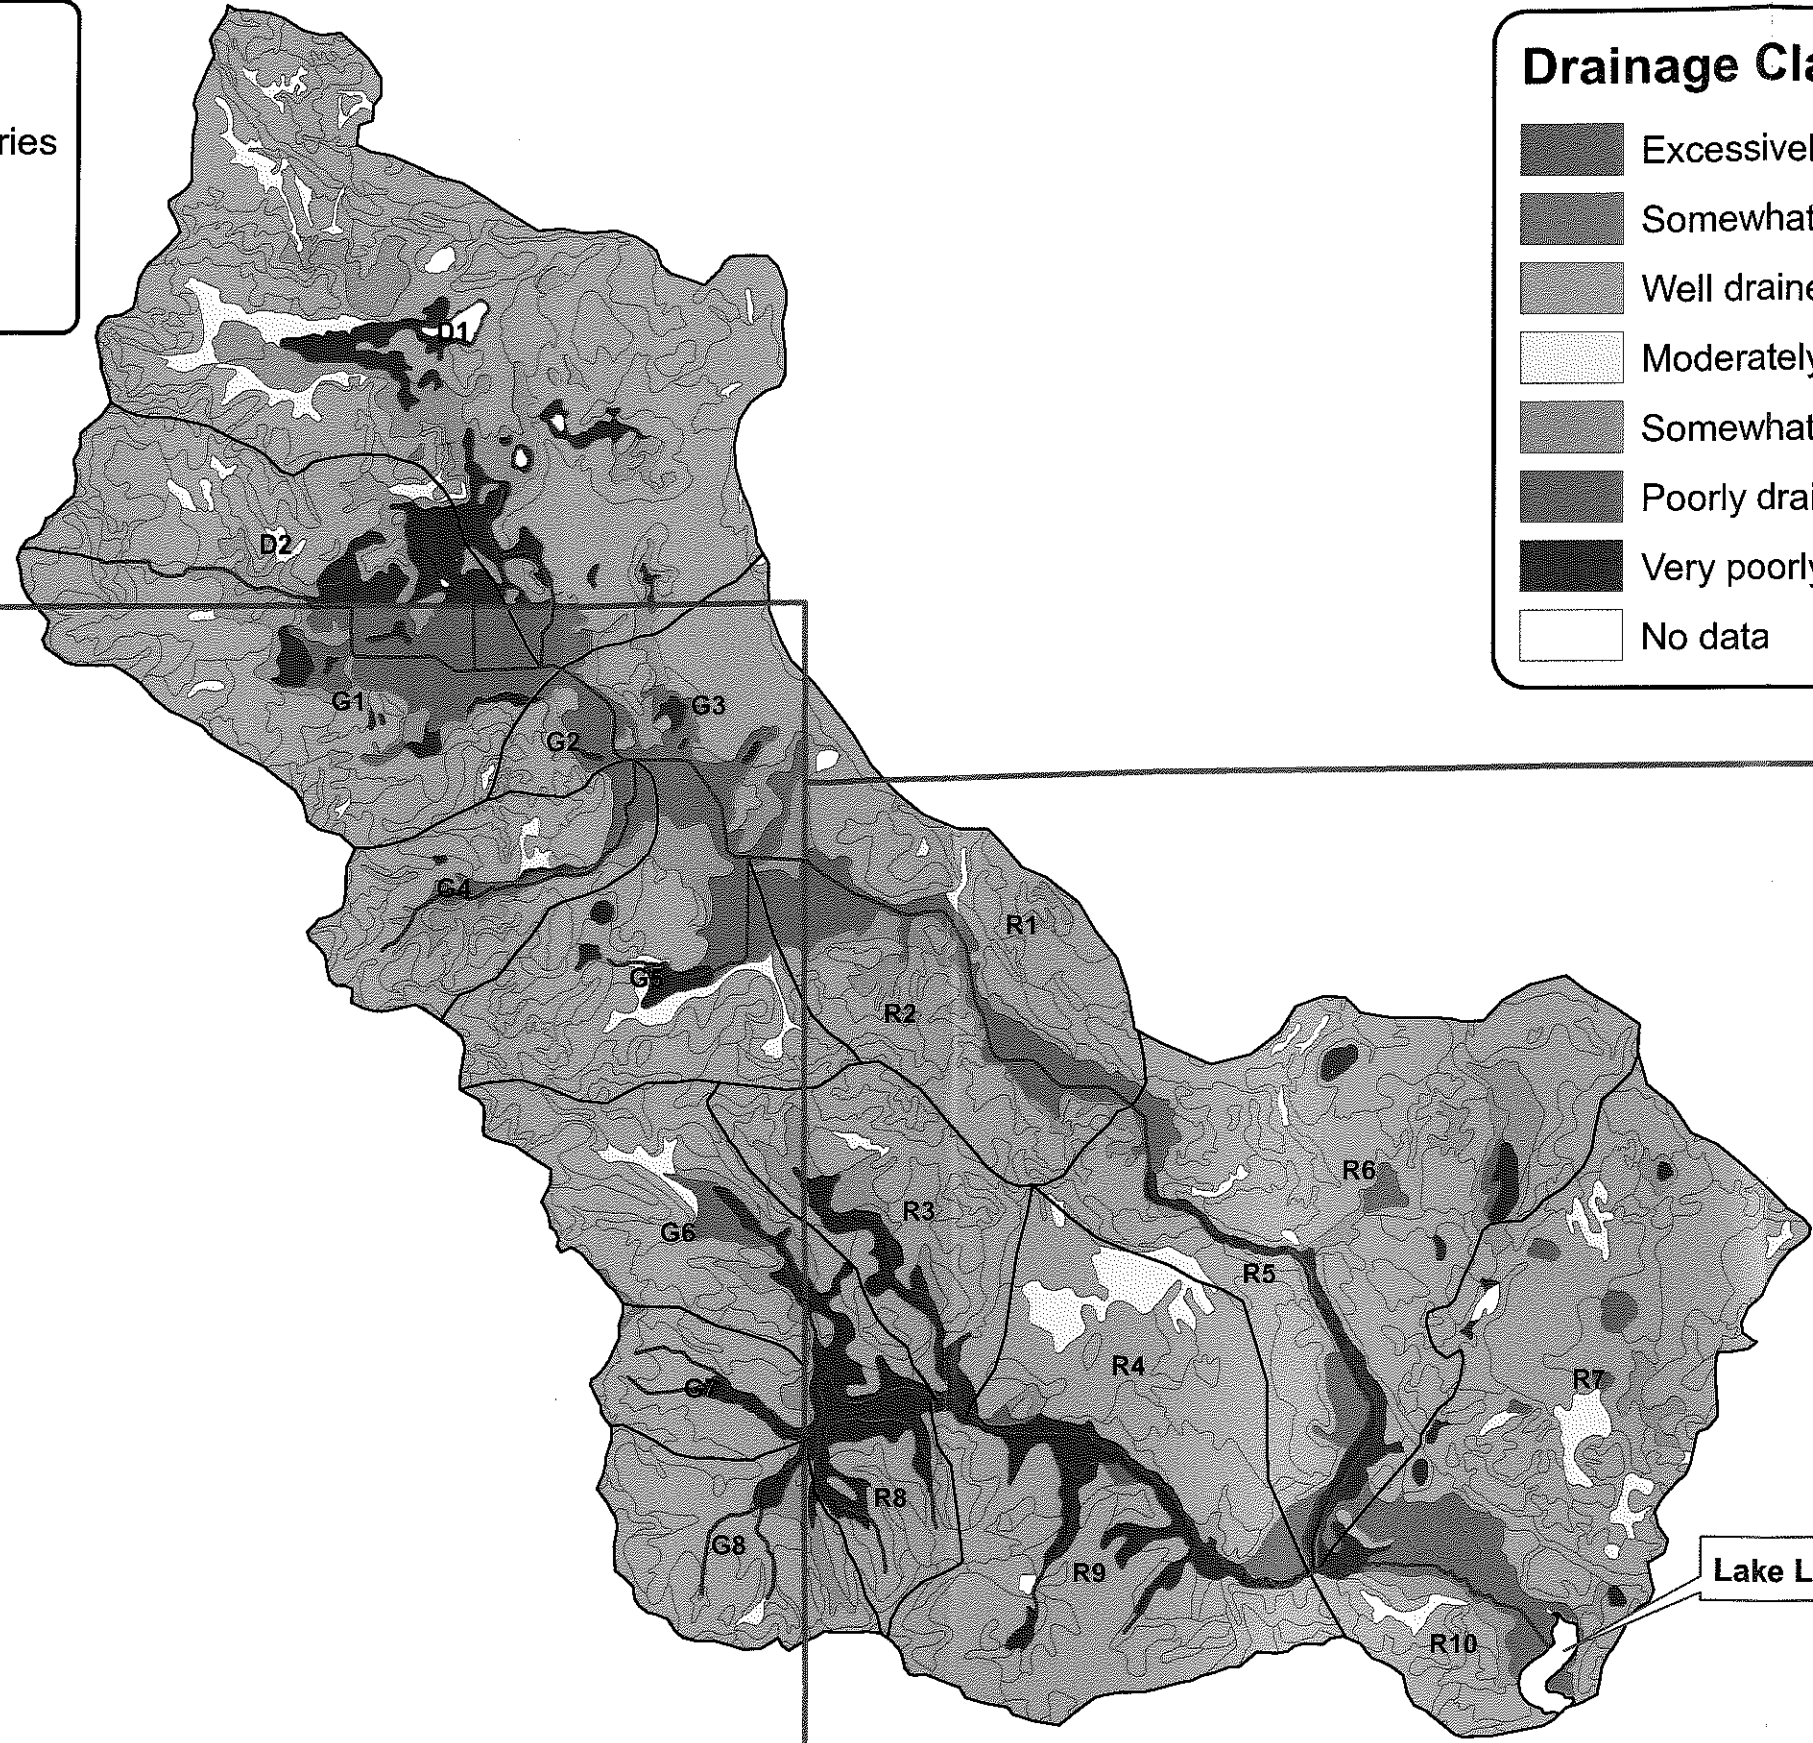 ries
Drainage Cla
Excessivel
Somewhat
Well draine
Moderately
Somewhat
Poorly drai
Very poorly
No data
D1
D2
G1
G3
G2
G4
R1
G5
R2
R6
R3
G6
R5
R4
R7
G7
R8
G8
R9
Lake L
R10